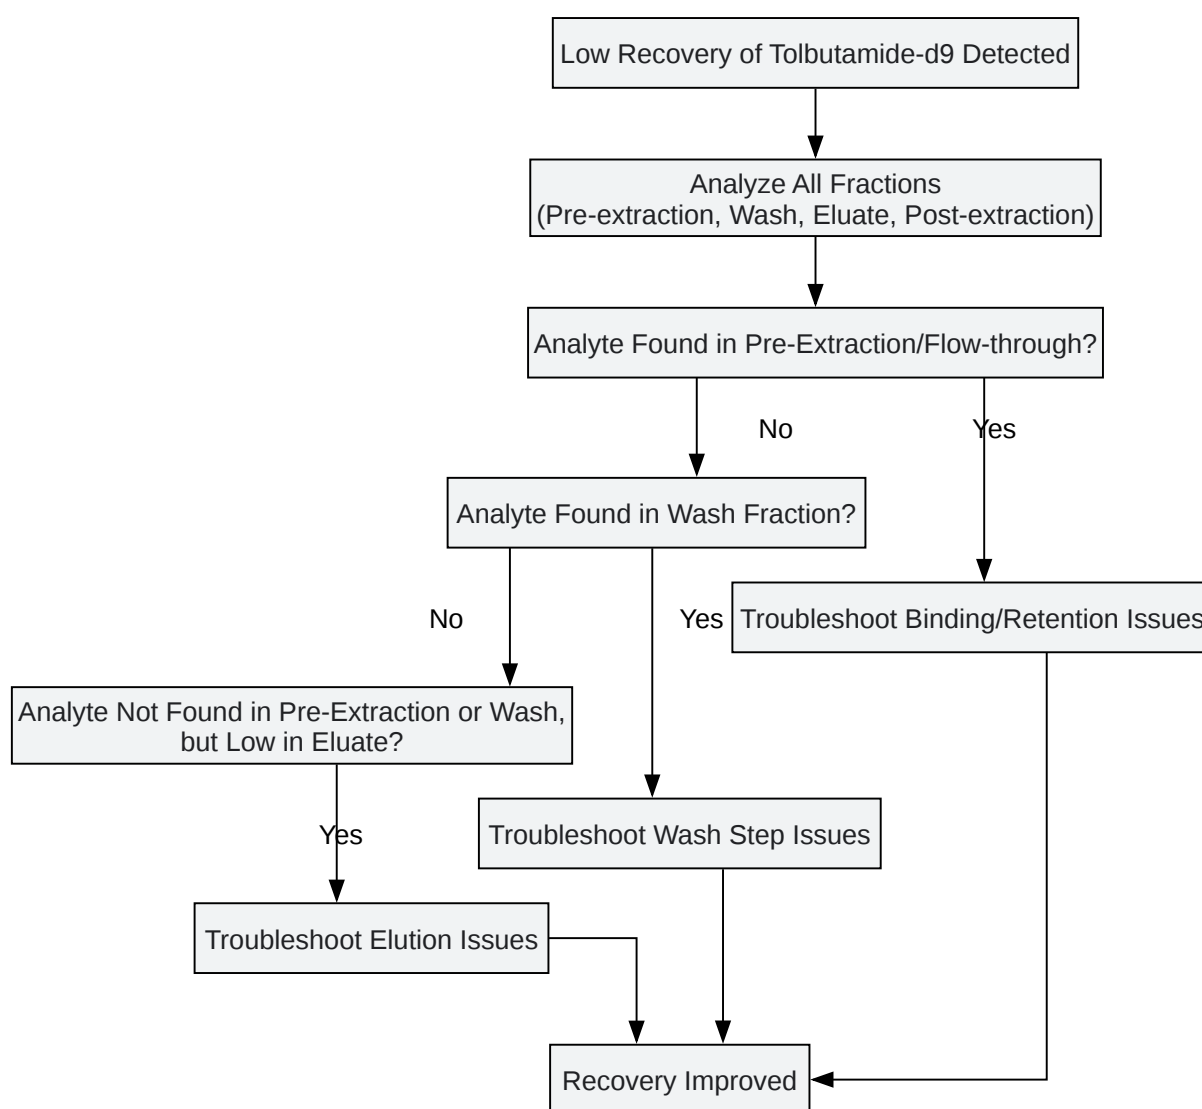 Low Recovery of Tolbutamide-d9 Detected
Analyze All Fractions
(Pre-extraction, Wash, Eluate, Post-extraction)
Analyte Found in Pre-Extraction/Flow-through?
No
Yes
Analyte Found in Wash Fraction?
No
Yes
Troubleshoot Binding/Retention Issues
Analyte Not Found in Pre-Extraction or Wash,
but Low in Eluate?
Yes
Troubleshoot Wash Step Issues
Troubleshoot Elution Issues
Recovery Improved